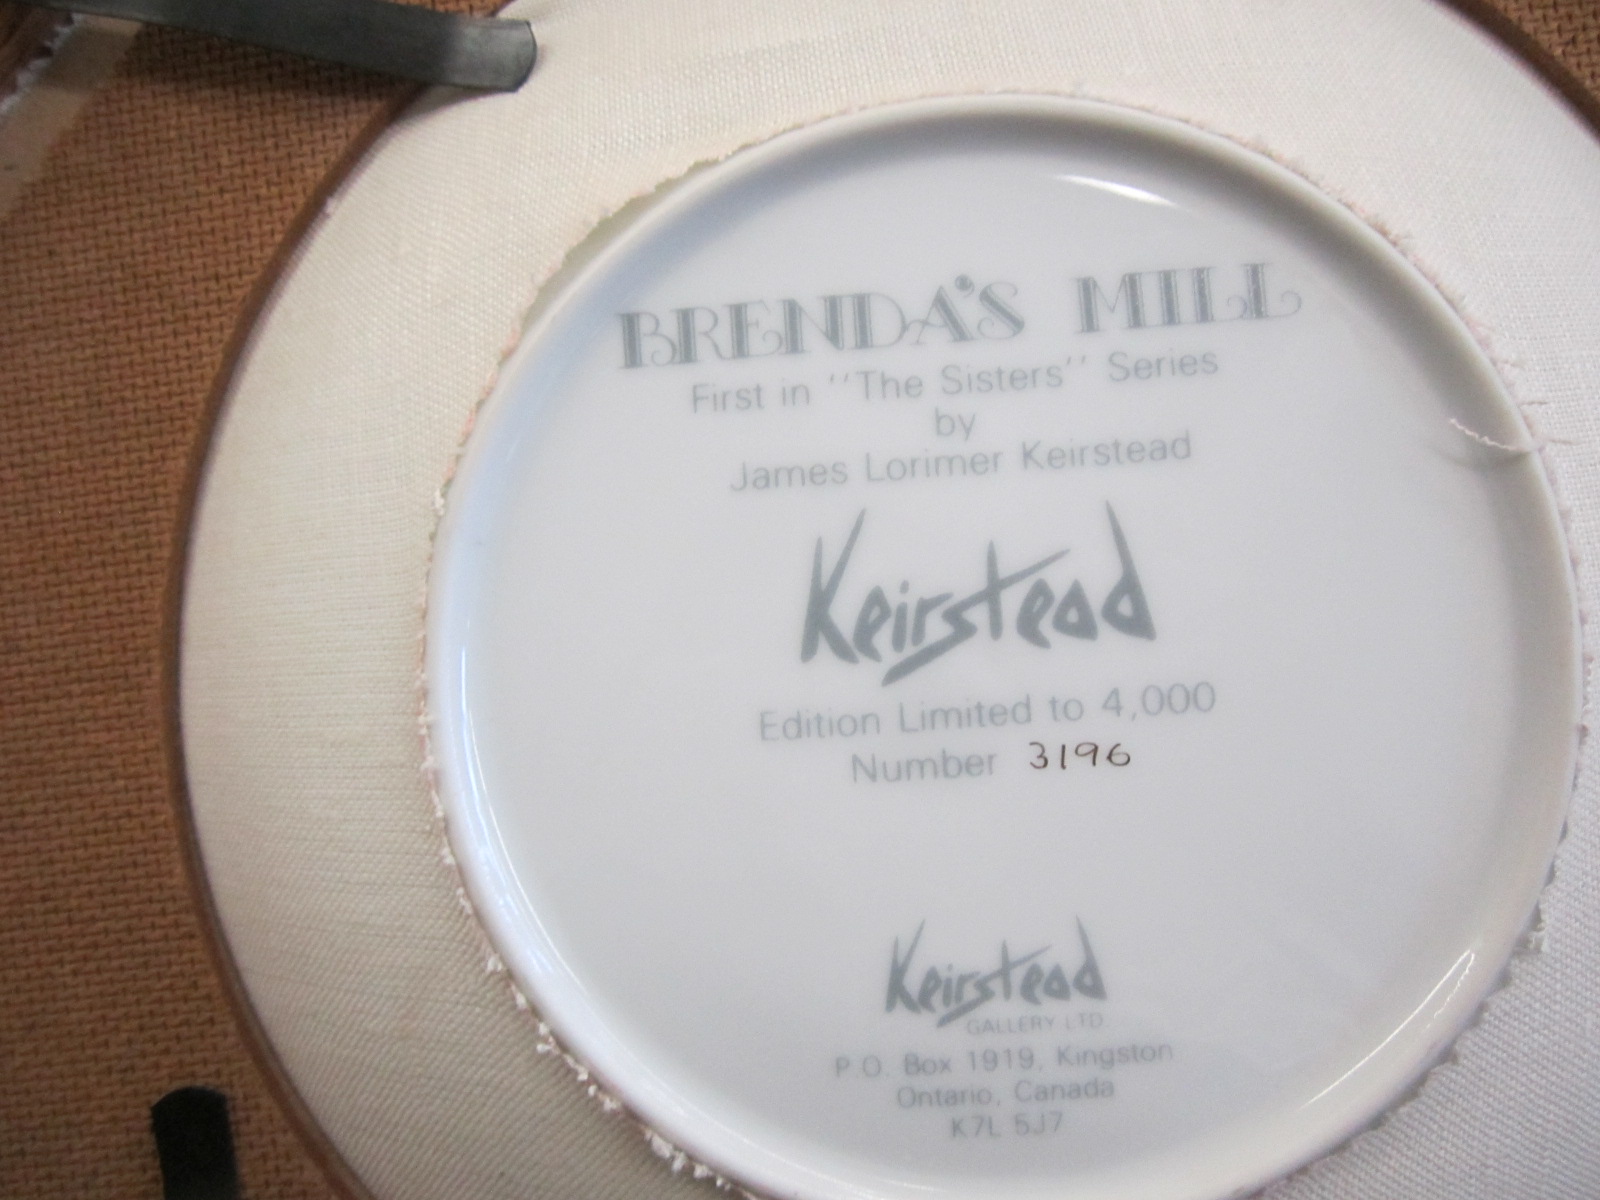 BRENDA'S MILL
First in "The Sisters" Series
by
James Lorimer Keirstead
Keirstead
Edition Limited to 4,000
Number 3196
Keirstead
GALLERY LTD.
P.O. Box 1919, Kingston
Ontario, Canada
K7L 5J7